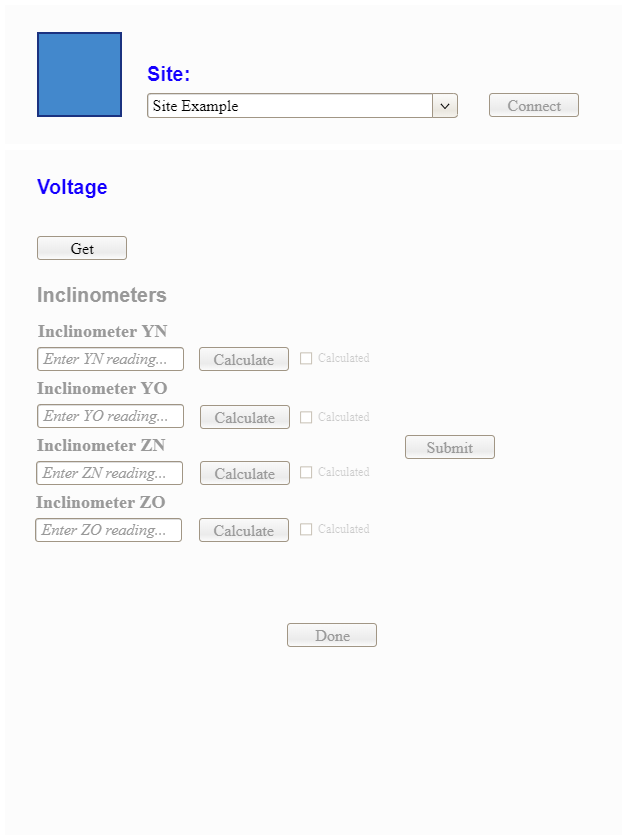 Site:
Site Example
Connect
Voltage
Get
Inclinometers
Inclinometer YN
Enter YN reading... Calculate Calculated
Inclinometer YO
Enter YO reading... Calculate Calculated
Inclinometer ZN
Submit
Enter ZN reading... Calculate Calculated
Inclinometer ZO
Enter ZO reading... Calculate Calculated
Done